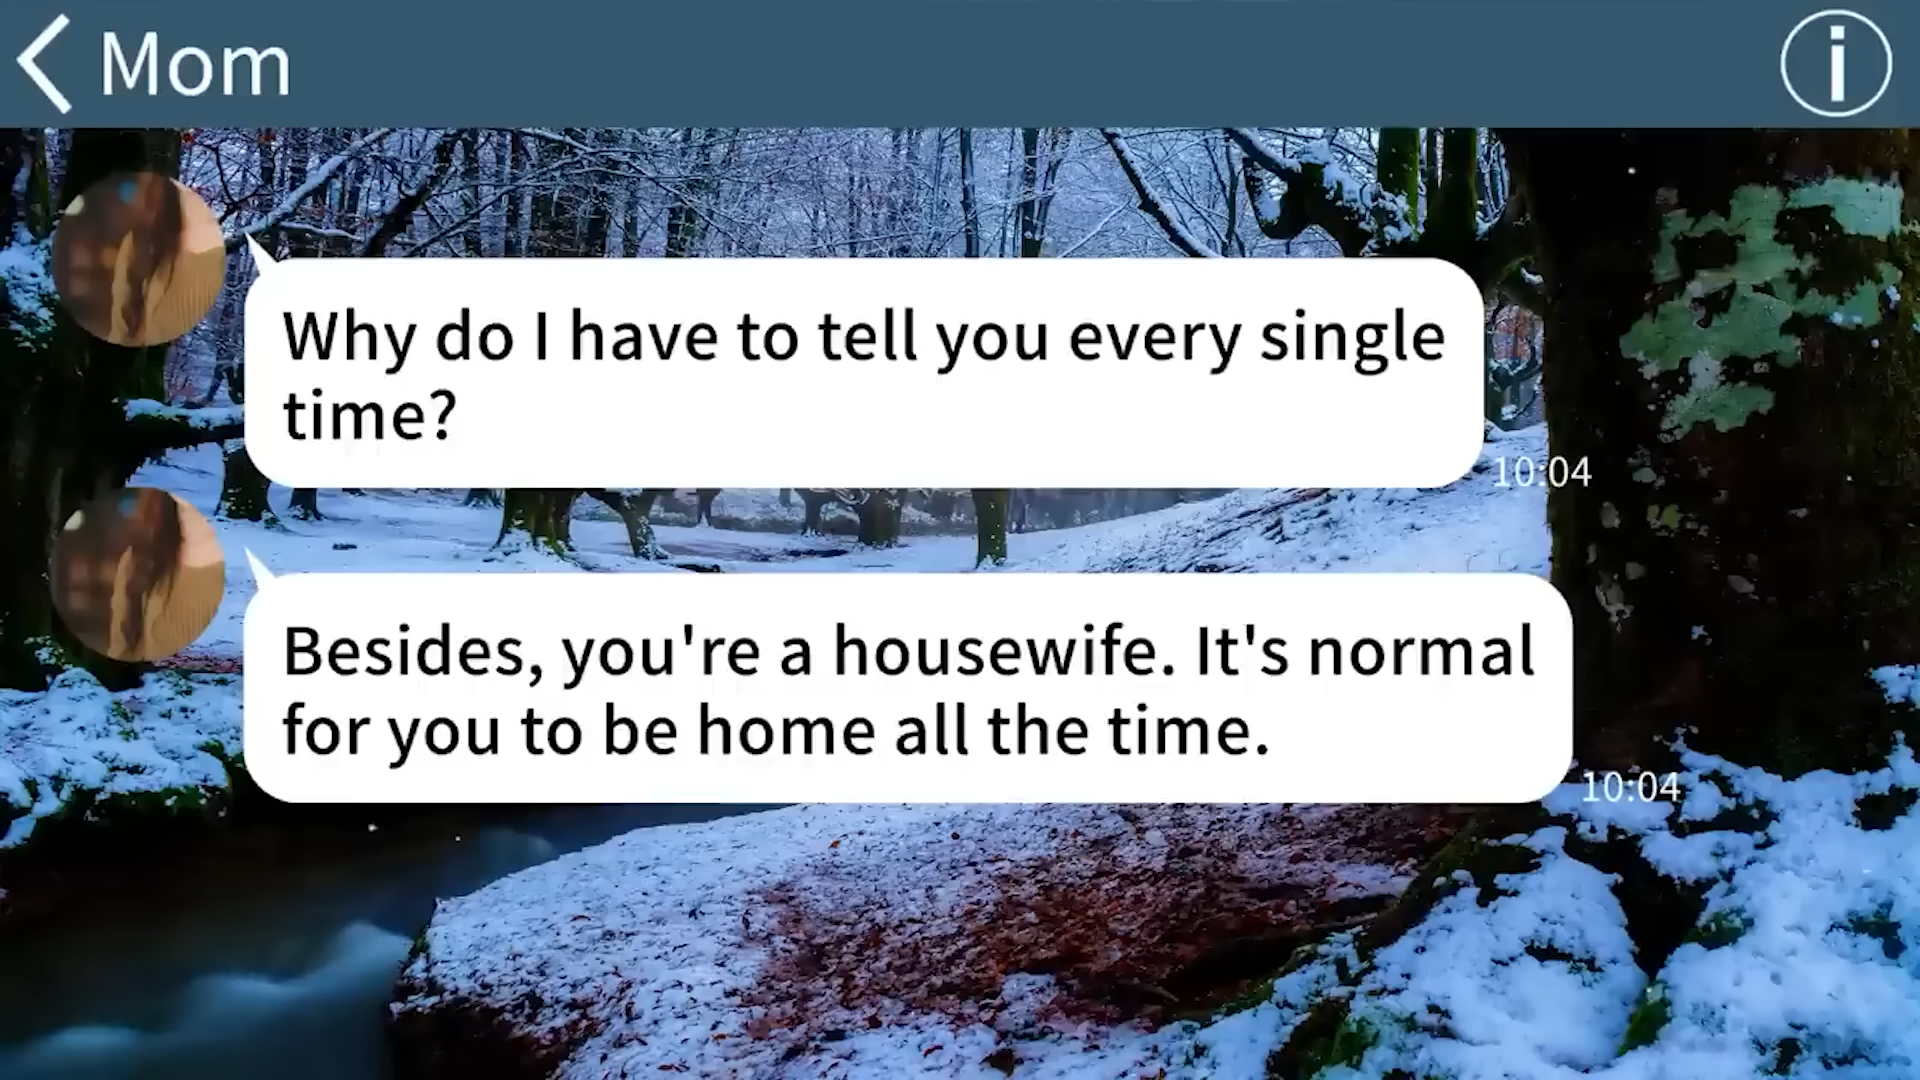 Mom
Why do I have to tell you every single
time?
10:04
Besides, you're a housewife. It's normal
for you to be home all the time.
10:04